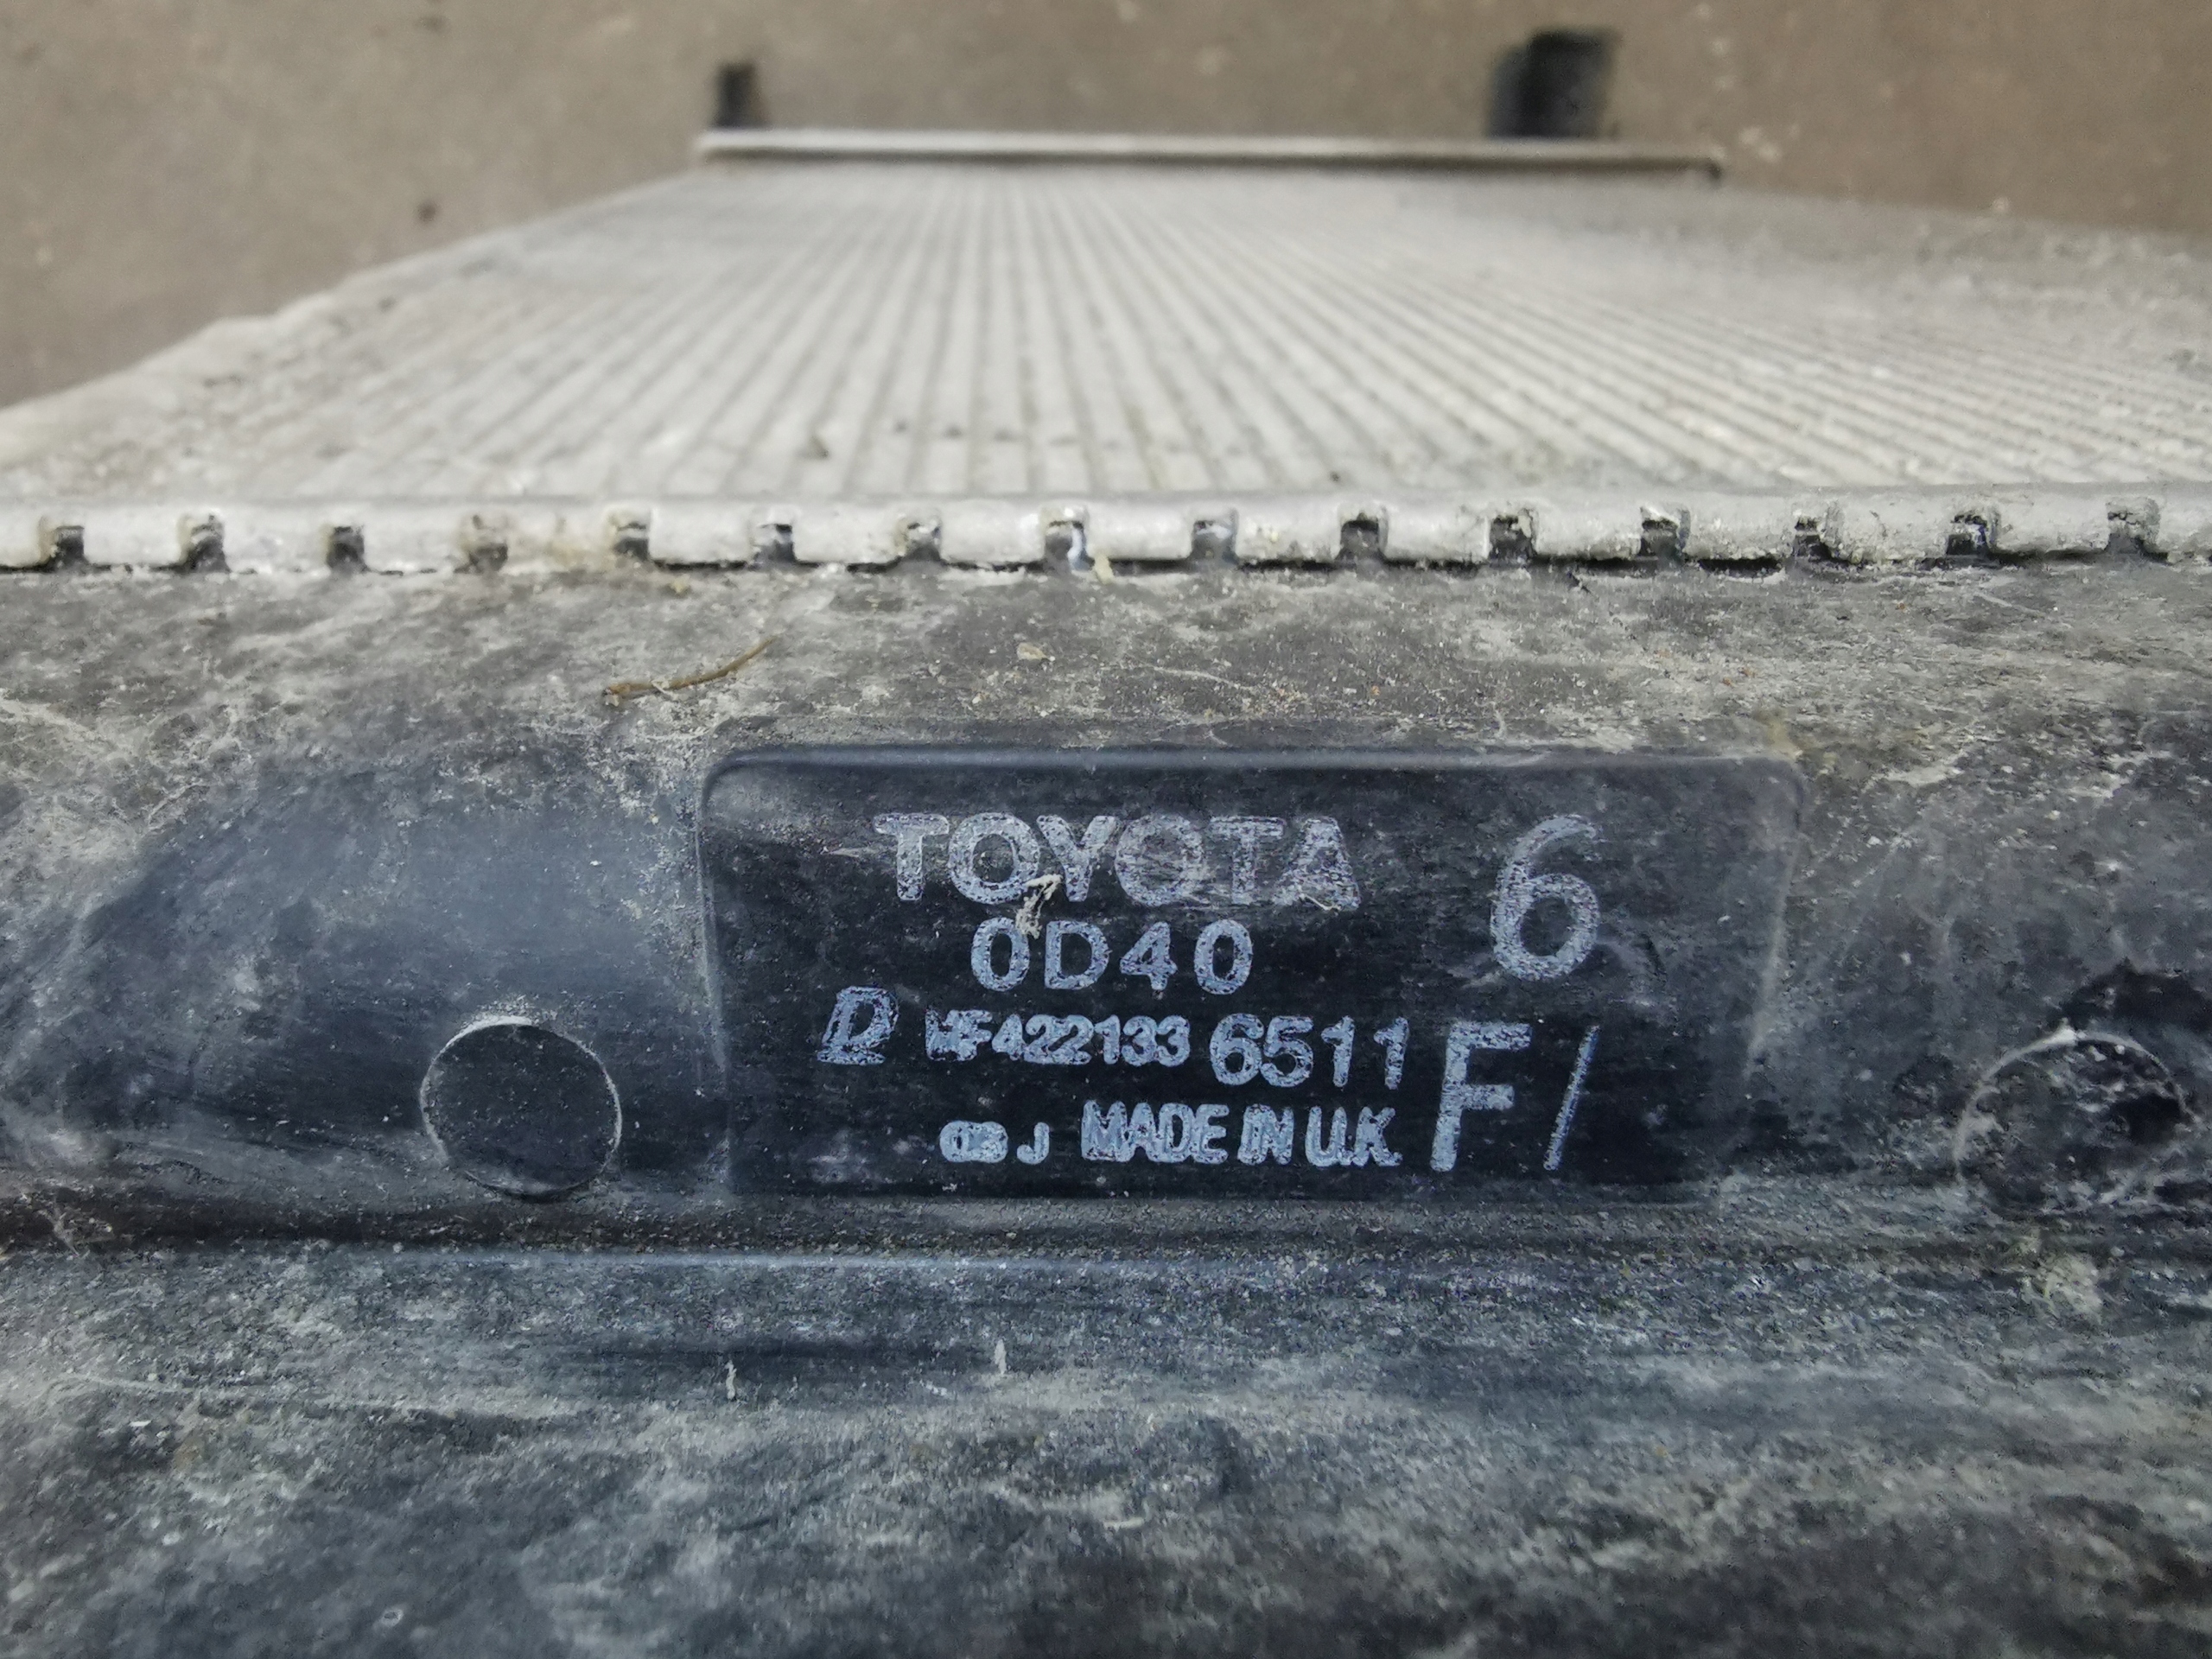 TOYOTA 6
0D40
D MF422133 6511 F/
J MADE IN U.K.